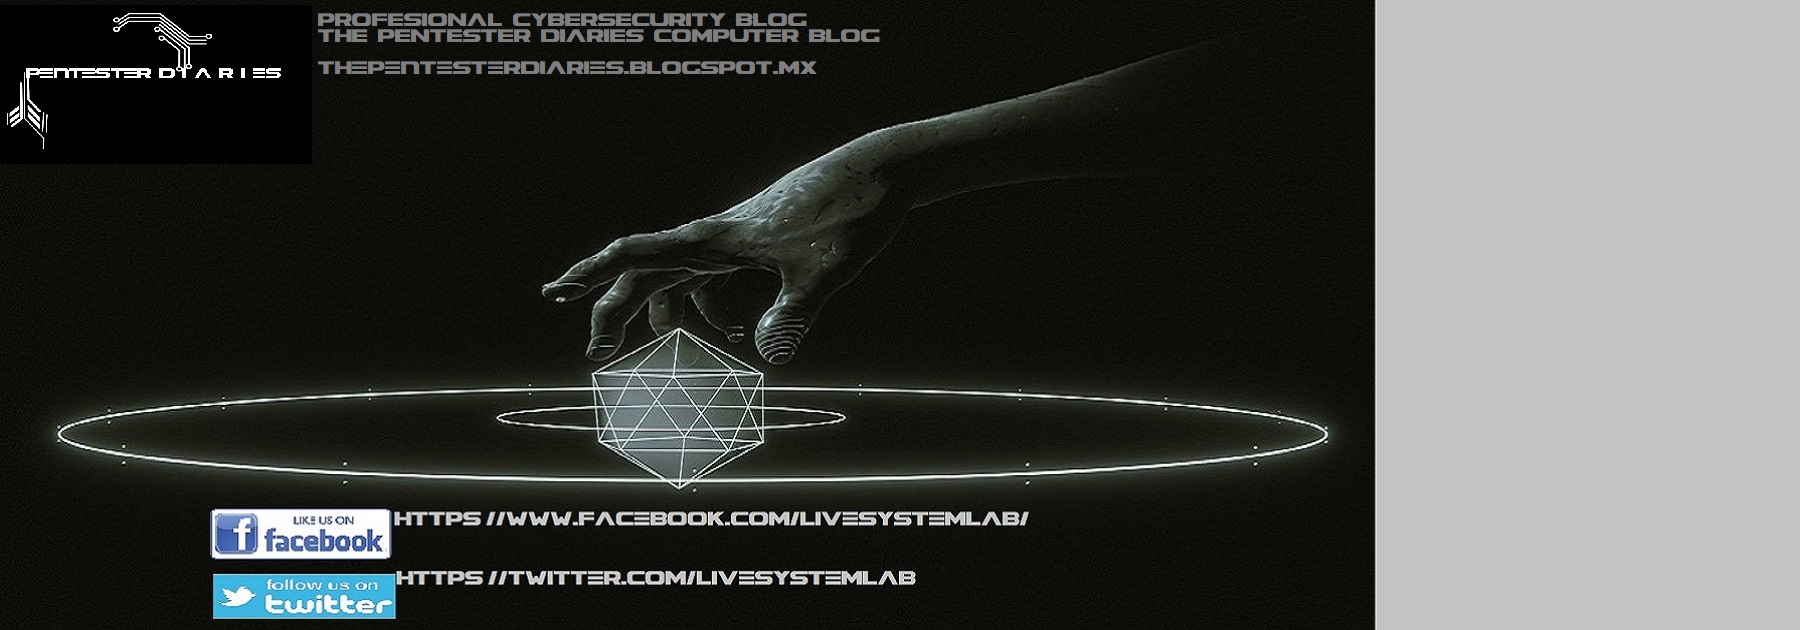 PENTESTER DIARIES
PROFESIONAL CYBERSECURITY BLOG
THE PENTESTER DIARIES COMPUTER BLOG
THEPENTESTERDIARIES.BLOGSPOT.MX
LIKE US ON
facebook
HTTPS //WWW.FACEBOOK.COM/LIVESYSTEMLAB/
follow us on
twitter
HTTPS //TWITTER.COM/LIVESYSTEMLAB